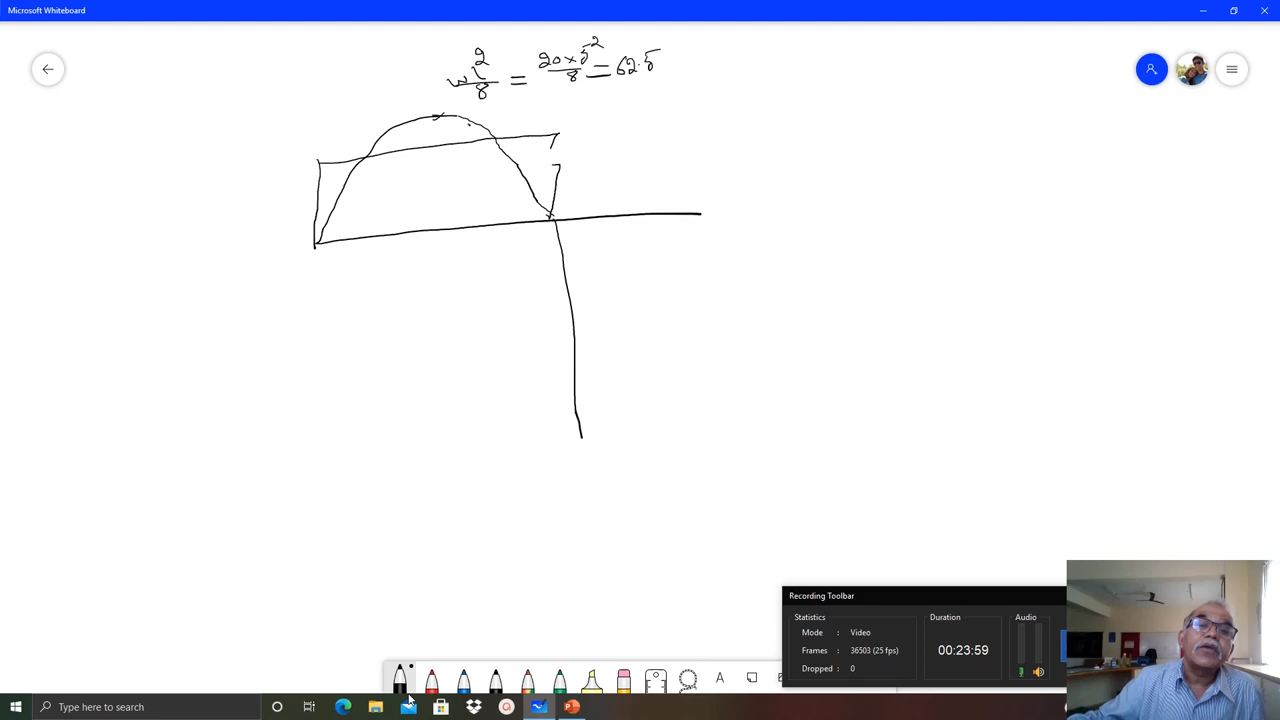 Microsoft Whiteboard
wl²/8 = 20×5²/8 = 62.5
Recording Toolbar
Statistics
Duration
Audio
Mode : Video
Frames : 36503 (25 fps)
00:23:59
Dropped : 0
A
Type here to search